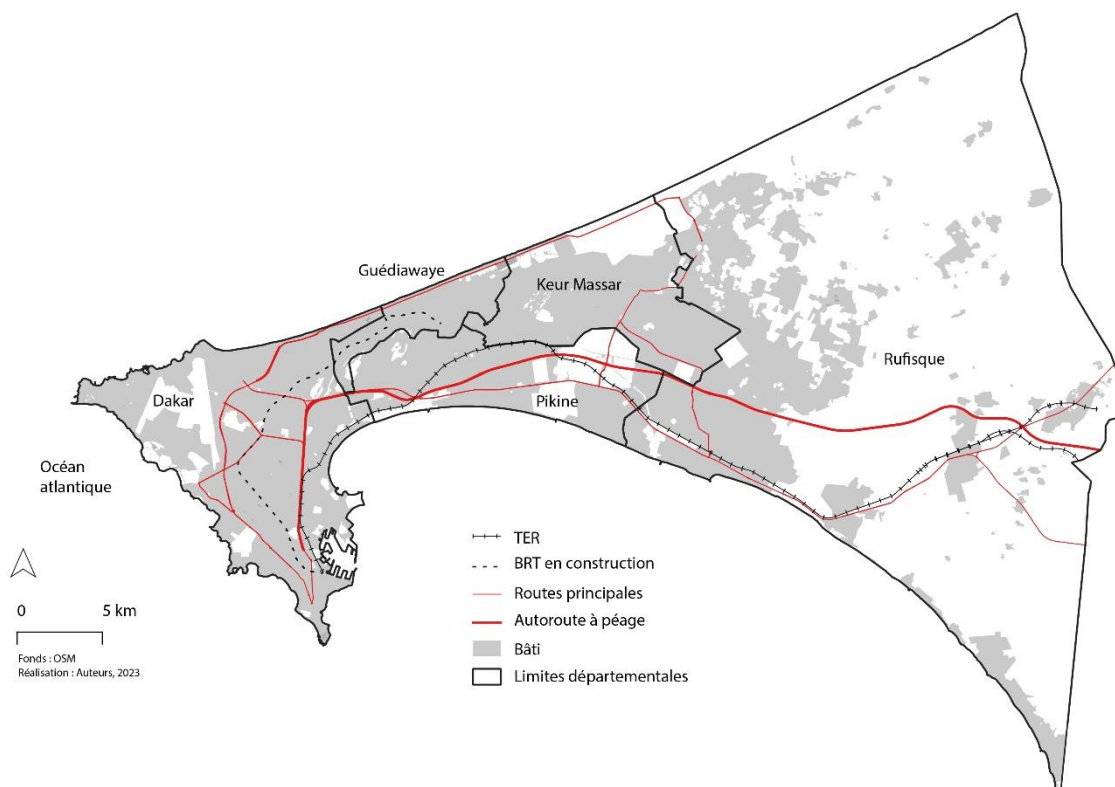 Guédiawaye
Keur Massar
Rufisque
Dakar
Pikine
Océan
atlantique
0 5 km
Fonds : OSM
Réalisation : Auteurs, 2023
TER
BRT en construction
Routes principales
Autoroute à péage
Bâti
Limites départementales